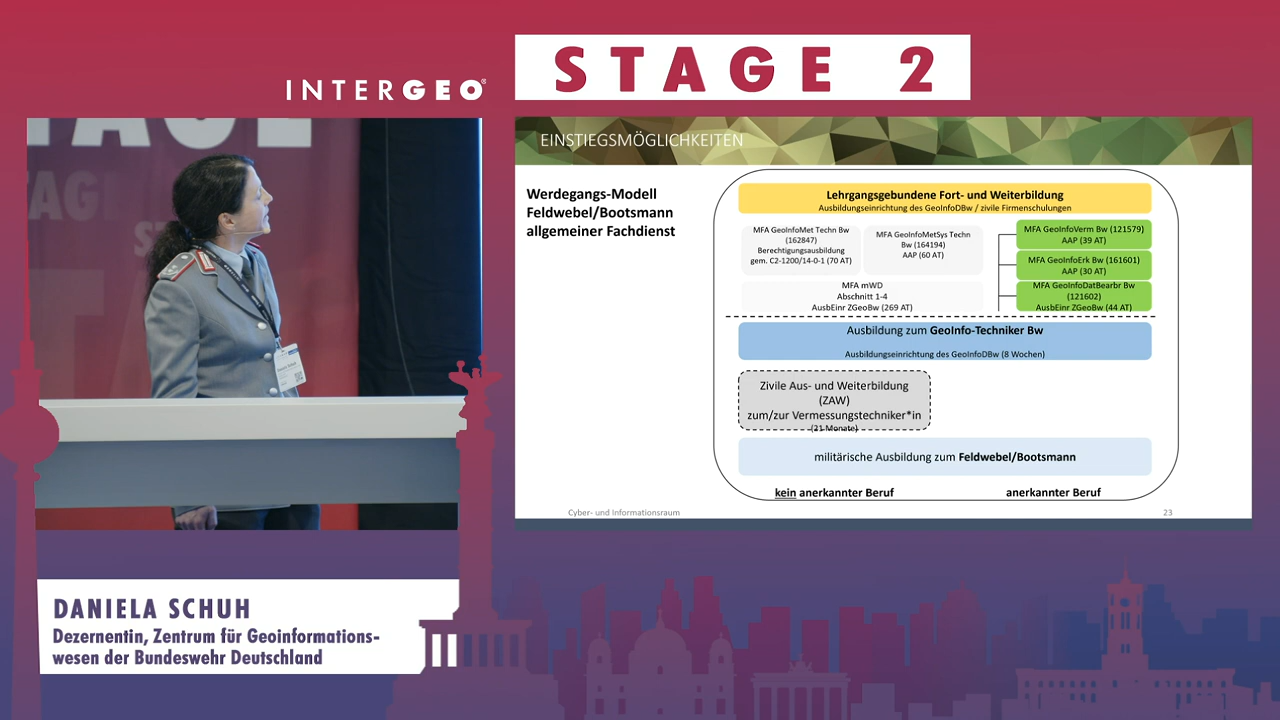 STAGE 2
INTERGEO®
TAGE
STAG
EINSTIEGSMÖGLICHKEITEN
Werdegangs-Modell
Feldwebel/Bootsmann
allgemeiner Fachdienst
Lehrgangsgebundene Fort- und Weiterbildung
Ausbildungseinrichtung des GeoInfoDBw / zivile Firmenschulungen
MFA GeoInfoMet Techn Bw
(162847)
Berechtigungsausbildung
gem. C2-1200/14-0-1 (70 AT)
MFA GeoInfoMetSys Techn
Bw (164194)
AAP (60 AT)
MFA GeoInfoVerm Bw (121579)
AAP (39 AT)
MFA GeoInfoErk Bw (161601)
AAP (30 AT)
MFA mWD
Abschnitt 1-4
AusbEinr ZGeoBw (269 AT)
MFA GeoInfoDatBearbr Bw
(121602)
AusbEinr ZGeoBw (44 AT)
Ausbildung zum GeoInfo-Techniker Bw
Ausbildungseinrichtung des GeoInfoDBw (8 Wochen)
Zivile Aus- und Weiterbildung
(ZAW)
zum/zur Vermessungstechniker*in
(21 Monate)
militärische Ausbildung zum Feldwebel/Bootsmann
kein anerkannter Beruf
anerkannter Beruf
Cyber- und Informationsraum
23
DANIELA SCHUH
Dezernentin, Zentrum für Geoinformations-
wesen der Bundeswehr Deutschland